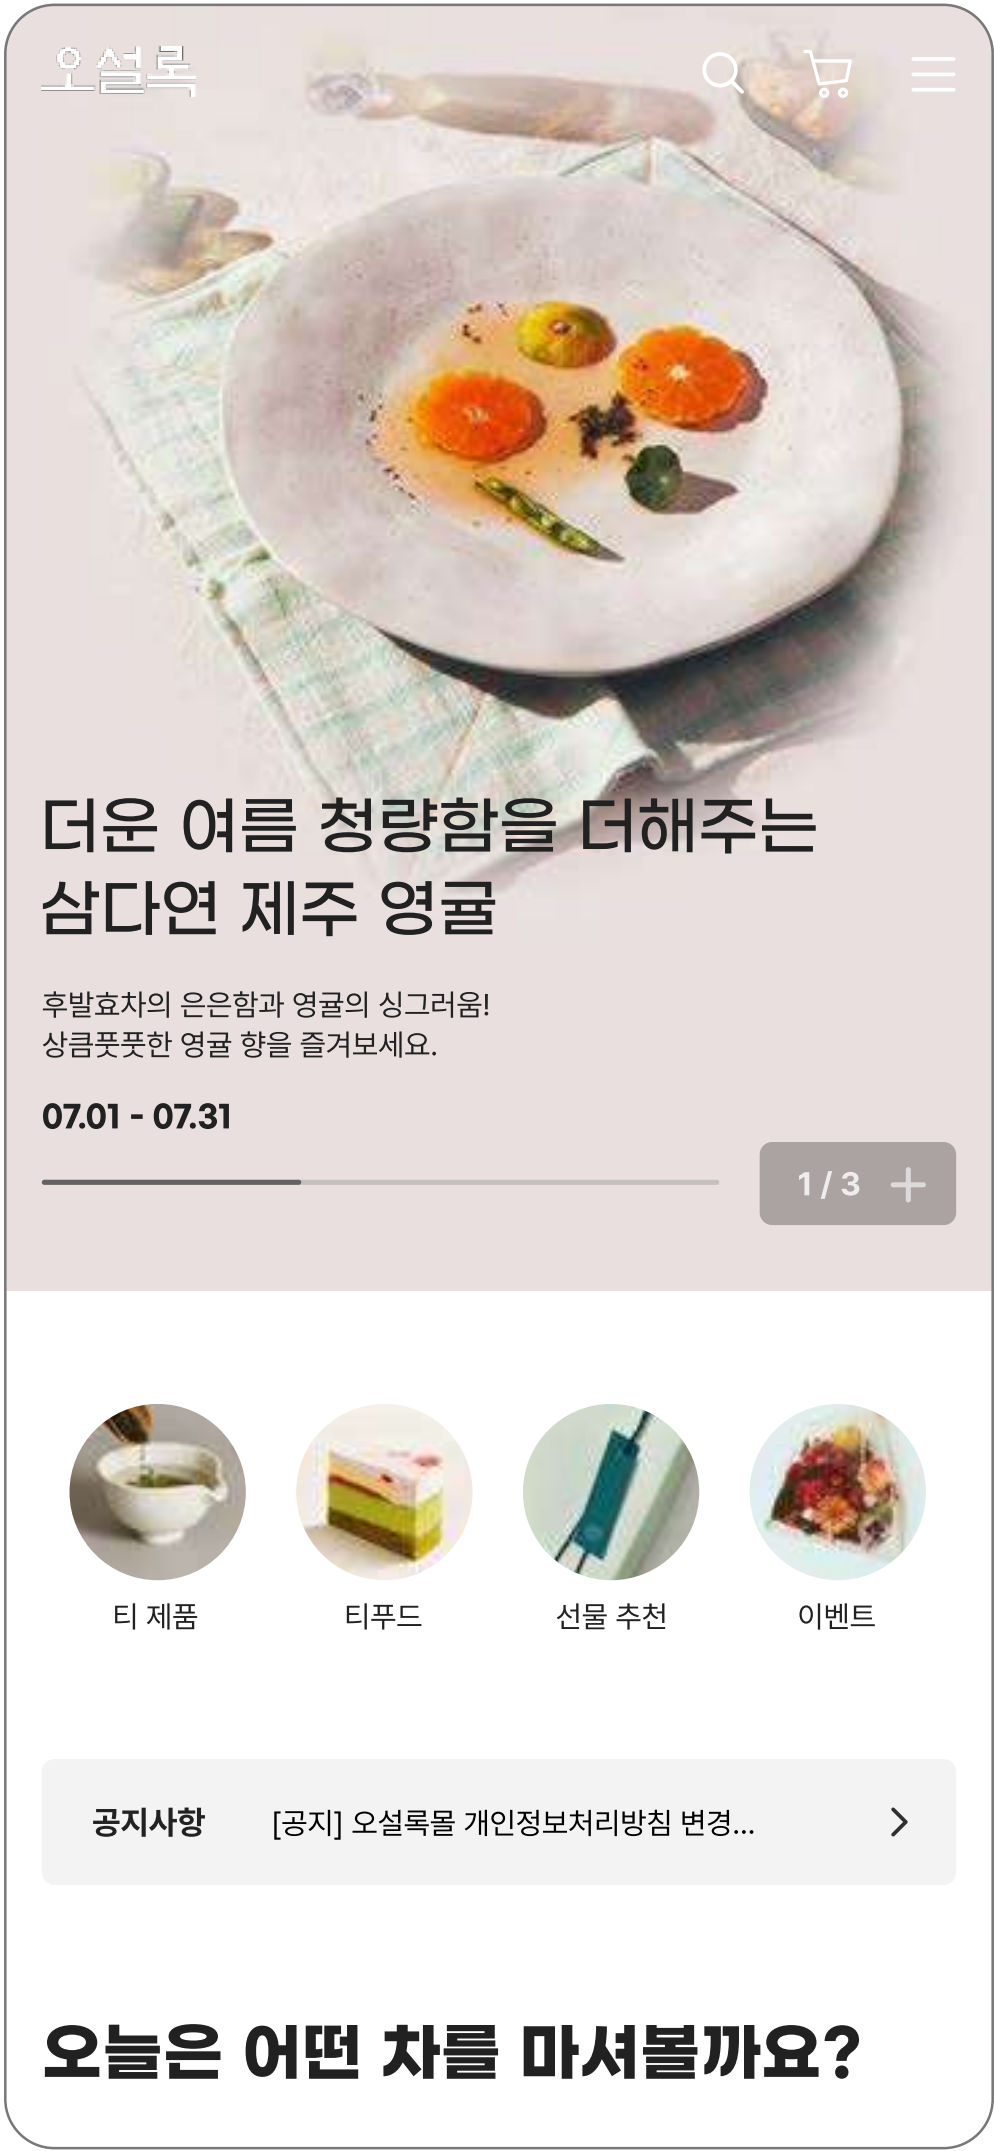 오설록
더운 여름 청량함을 더해주는
삼다연 제주 영귤
후발효차의 은은함과 영귤의 싱그러움!
상큼풋풋한 영귤 향을 즐겨보세요.
07.01 - 07.31
1 / 3
티 제품
티푸드
선물 추천
이벤트
공지사항 [공지] 오설록몰 개인정보처리방침 변경...
오늘은 어떤 차를 마셔볼까요?